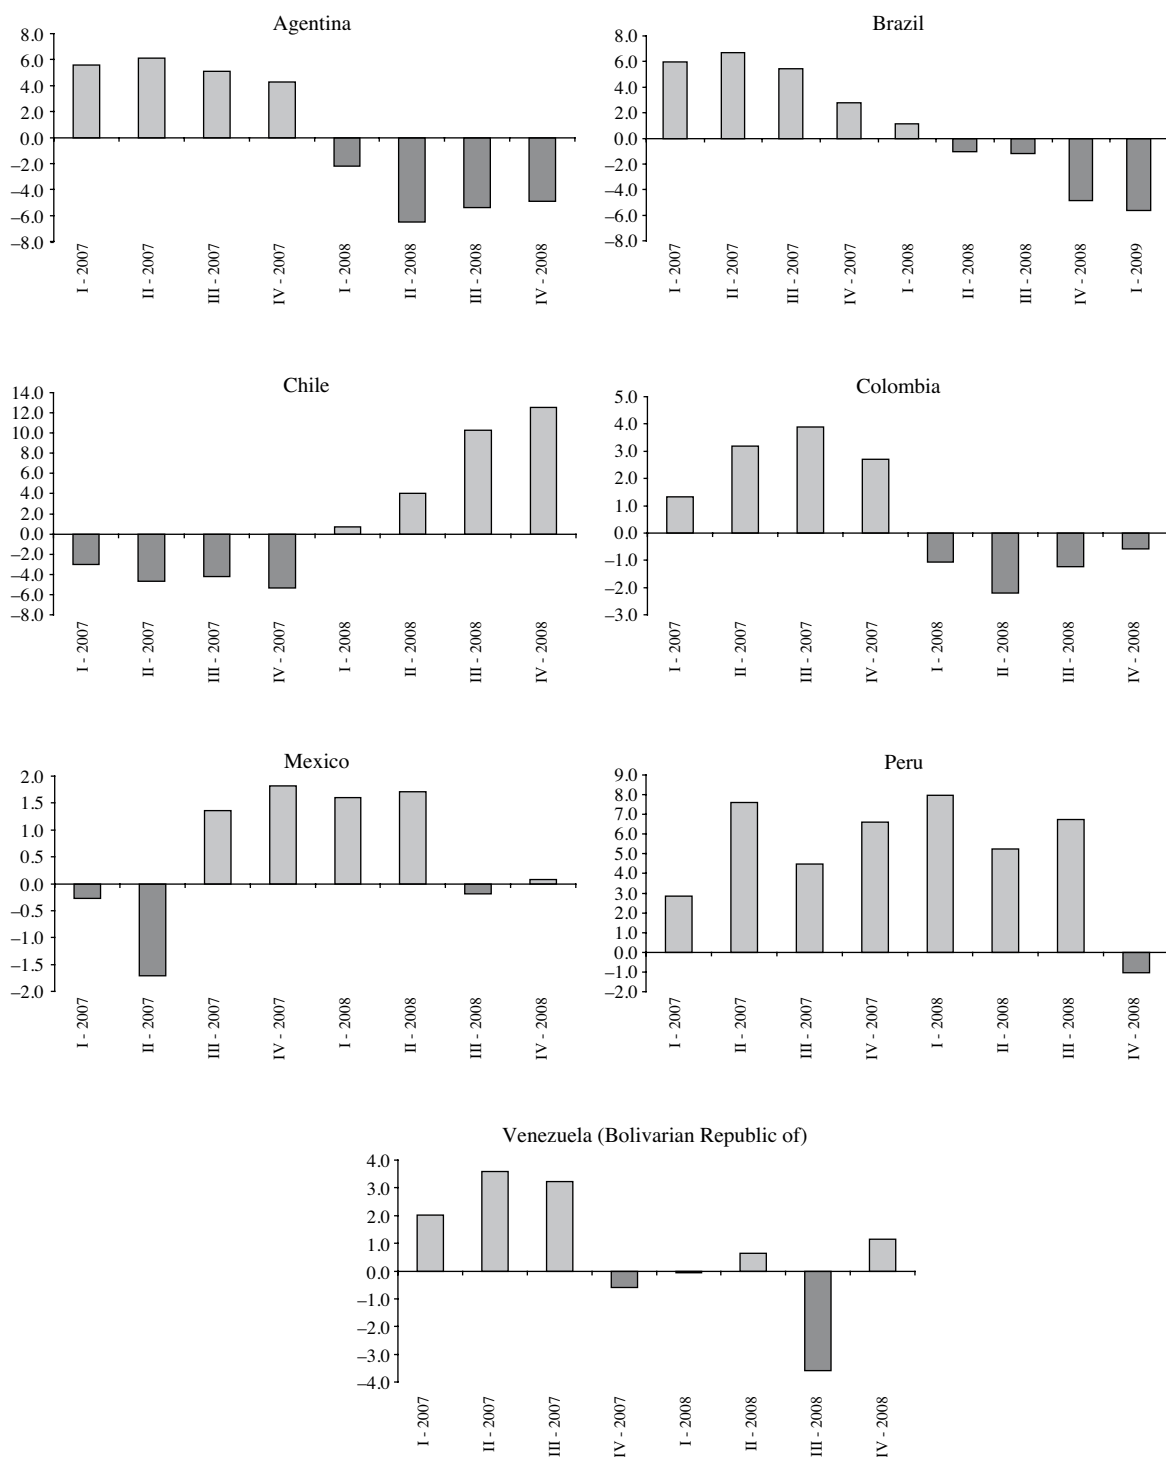 Agentina
8.0
6.0
4.0
2.0
0.0
–2.0
–4.0
–6.0
–8.0
I - 2007
II - 2007
III - 2007
IV - 2007
I - 2008
II - 2008
III - 2008
IV - 2008
Brazil
8.0
6.0
4.0
2.0
0.0
–2.0
–4.0
–6.0
–8.0
I - 2007
II - 2007
III - 2007
IV - 2007
I - 2008
II - 2008
III - 2008
IV - 2008
I - 2009
Chile
14.0
12.0
10.0
8.0
6.0
4.0
2.0
0.0
–2.0
–4.0
–6.0
–8.0
I - 2007
II - 2007
III - 2007
IV - 2007
I - 2008
II - 2008
III - 2008
IV - 2008
Colombia
5.0
4.0
3.0
2.0
1.0
0.0
–1.0
–2.0
–3.0
I - 2007
II - 2007
III - 2007
IV - 2007
I - 2008
II - 2008
III - 2008
IV - 2008
Mexico
2.0
1.5
1.0
0.5
0.0
–0.5
–1.0
–1.5
–2.0
I - 2007
II - 2007
III - 2007
IV - 2007
I - 2008
II - 2008
III - 2008
IV - 2008
Peru
9.0
8.0
7.0
6.0
5.0
4.0
3.0
2.0
1.0
0.0
–1.0
–2.0
I - 2007
II - 2007
III - 2007
IV - 2007
I - 2008
II - 2008
III - 2008
IV - 2008
Venezuela (Bolivarian Republic of)
4.0
3.0
2.0
1.0
0.0
–1.0
–2.0
–3.0
–4.0
I - 2007
II - 2007
III - 2007
IV - 2007
I - 2008
II - 2008
III - 2008
IV - 2008